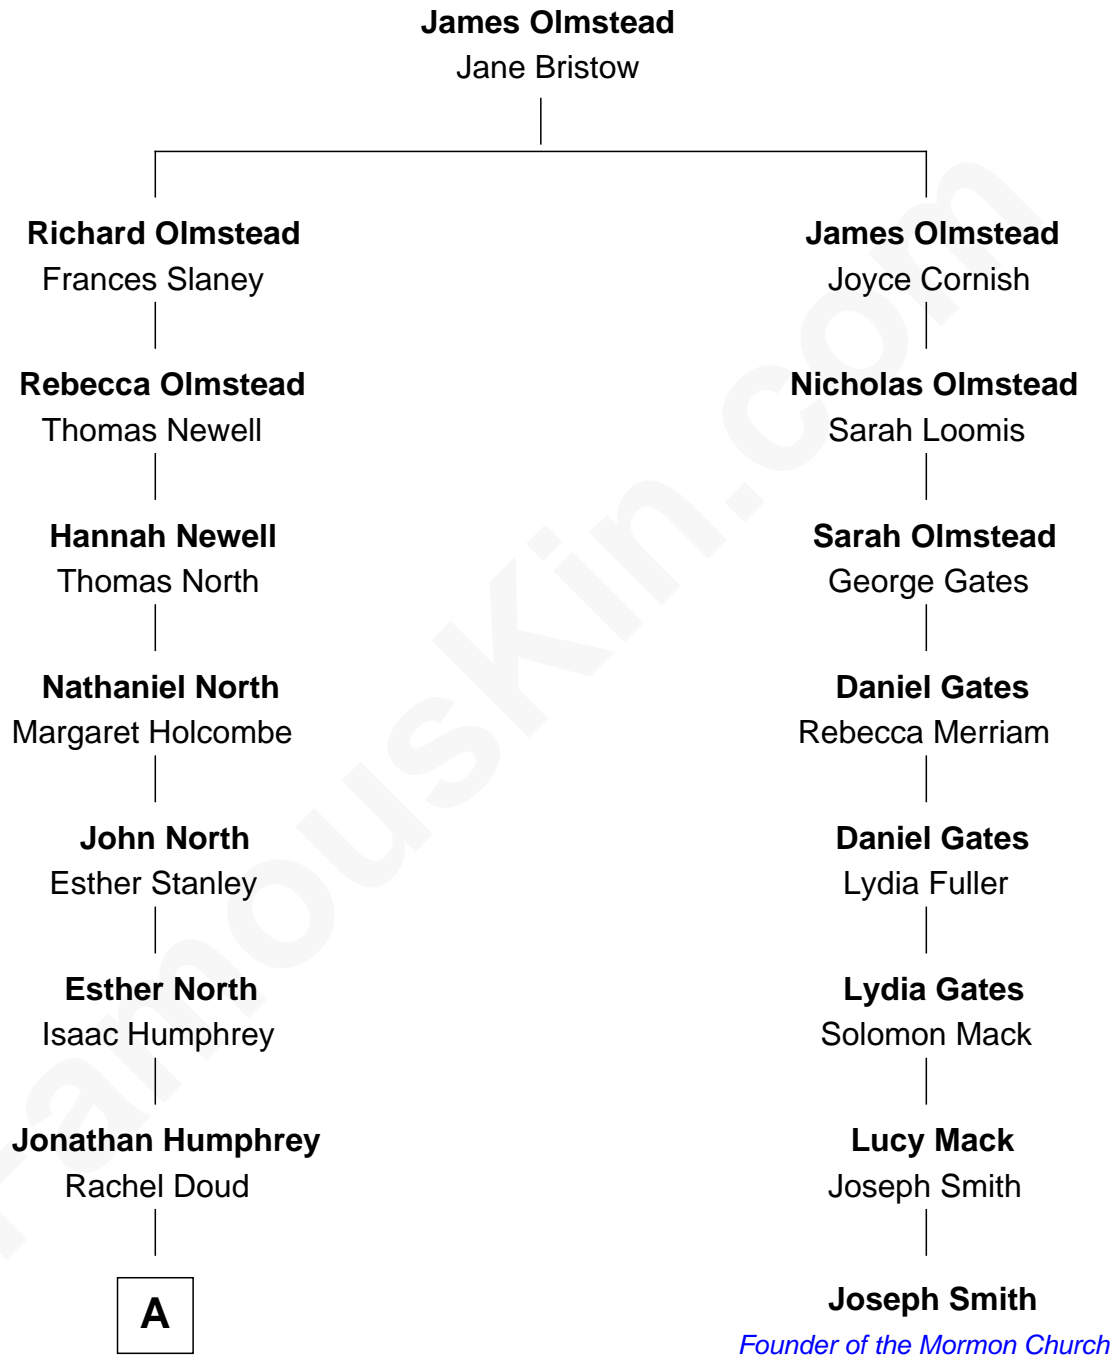 James Olmstead
Jane Bristow
Richard Olmstead
Frances Slaney
James Olmstead
Joyce Cornish
Rebecca Olmstead
Thomas Newell
Nicholas Olmstead
Sarah Loomis
Hannah Newell
Thomas North
Sarah Olmstead
George Gates
Nathaniel North
Margaret Holcombe
Daniel Gates
Rebecca Merriam
John North
Esther Stanley
Daniel Gates
Lydia Fuller
Esther North
Isaac Humphrey
Lydia Gates
Solomon Mack
Jonathan Humphrey
Rachel Doud
Lucy Mack
Joseph Smith
A
Joseph Smith
Founder of the Mormon Church
FamousKin.com